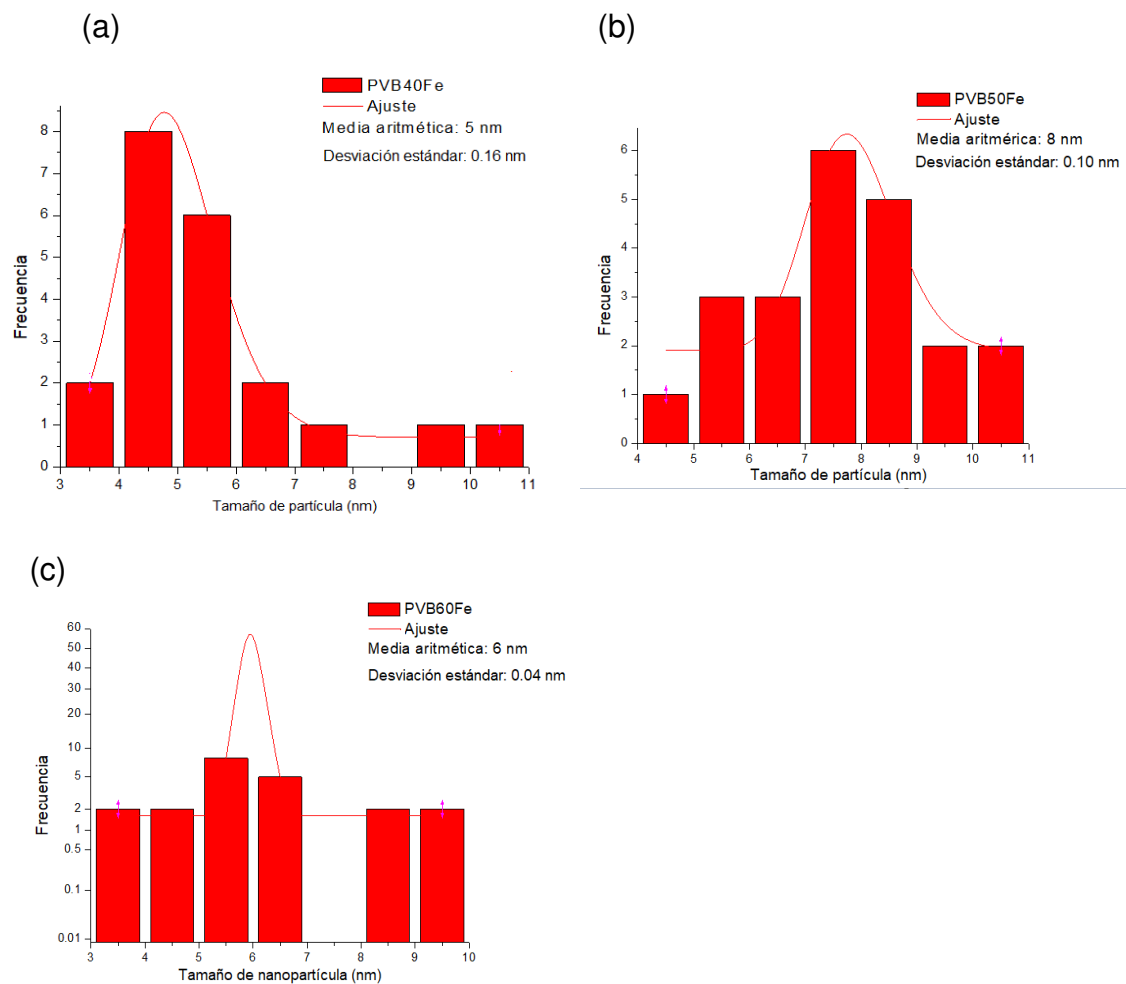 (a)
PVB40Fe
Ajuste
Media aritmética: 5 nm
Desviación estándar: 0.16 nm
Frecuencia
8
7
6
5
4
3
2
1
0
3 4 5 6 7 8 9 10 11
Tamaño de partícula (nm)
(b)
PVB50Fe
Ajuste
Media aritmérica: 8 nm
Desviación estándar: 0.10 nm
Frecuencia
6
5
4
3
2
1
0
4 5 6 7 8 9 10 11
Tamaño de partícula (nm)
(c)
PVB60Fe
Ajuste
Media aritmética: 6 nm
Desviación estándar: 0.04 nm
Frecuencia
60
50
40
30
20
10
5
2
1
0.5
0.1
0.01
3 4 5 6 7 8 9 10
Tamaño de nanopartícula (nm)